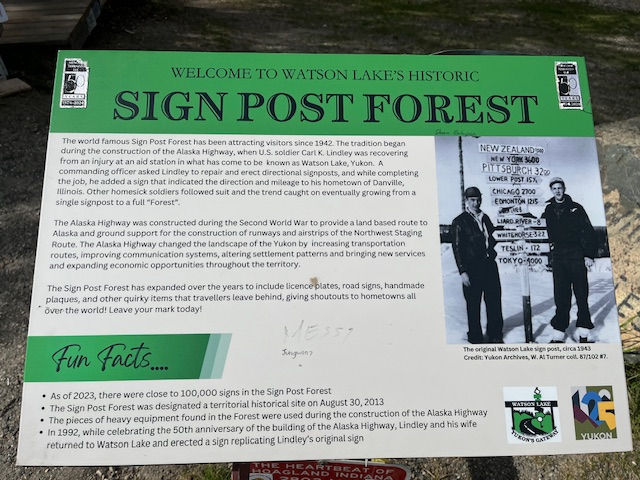 WELCOME TO WATSON LAKE'S HISTORIC
SIGN POST FOREST
The world famous Sign Post Forest has been attracting visitors since 1942. The tradition began
during the construction of the Alaska Highway, when U.S. soldier Carl K. Lindley was recovering
from an injury at an aid station in what has come to be known as Watson Lake, Yukon. A
commanding officer asked Lindley to repair and erect directional signposts, and while completing
the job, he added a sign that indicated the direction and mileage to his hometown of Danville,
Illinois. Other homesick soldiers followed suit and the trend caught on eventually growing from a
single signpost to a full "Forest".
The Alaska Highway was constructed during the Second World War to provide a land based route to
Alaska and ground support for the construction of runways and airstrips of the Northwest Staging
Route. The Alaska Highway changed the landscape of the Yukon by increasing transportation
routes, improving communication systems, altering settlement patterns and bringing new services
and expanding economic opportunities throughout the territory.
The Sign Post Forest has expanded over the years to include licence plates, road signs, handmade
plaques, and other quirky items that travellers leave behind, giving shoutouts to hometowns all
over the world! Leave your mark today!
NEW ZEALAND
NEW YORK 3600
PITTSBURGH
LOWER POST 15½
CHICAGO 2700
EDMONTON 1215
LIARD RIVER - 8
WHITEHORSE 322
TESLIN - 172
TOKYO
The original Watson Lake sign post, circa 1943
Credit: Yukon Archives, W. Al Turner coll. 87/102 #7.
MESSY
Fun Facts....
• As of 2023, there were close to 100,000 signs in the Sign Post Forest
• The Sign Post Forest was designated a territorial historical site on August 30, 2013
• The pieces of heavy equipment found in the Forest were used during the construction of the Alaska Highway
• In 1992, while celebrating the 50th anniversary of the building of the Alaska Highway, Lindley and his wife
returned to Watson Lake and erected a sign replicating Lindley's original sign
WATSON LAKE
YUKON'S GATEWAY
YUKON
THE HEARTBEAT OF
HOAGLAND INDIANA